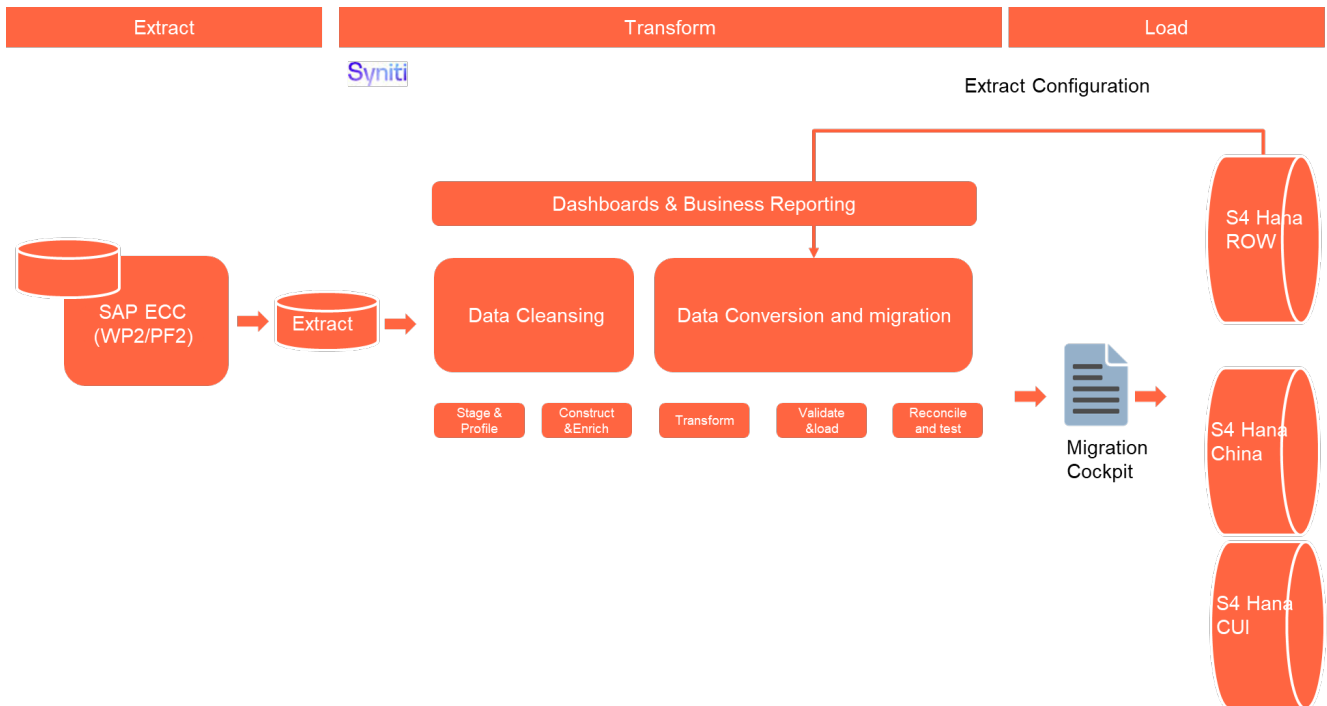 Extract
Transform
Load
Syniti
Extract Configuration
Dashboards & Business Reporting
S4 Hana
ROW
SAP ECC
(WP2/PF2)
Extract
Data Cleansing
Data Conversion and migration
Stage &
Profile
Construct
&Enrich
Transform
Validate
&load
Reconcile
and test
Migration
Cockpit
S4 Hana
China
S4 Hana
CUI